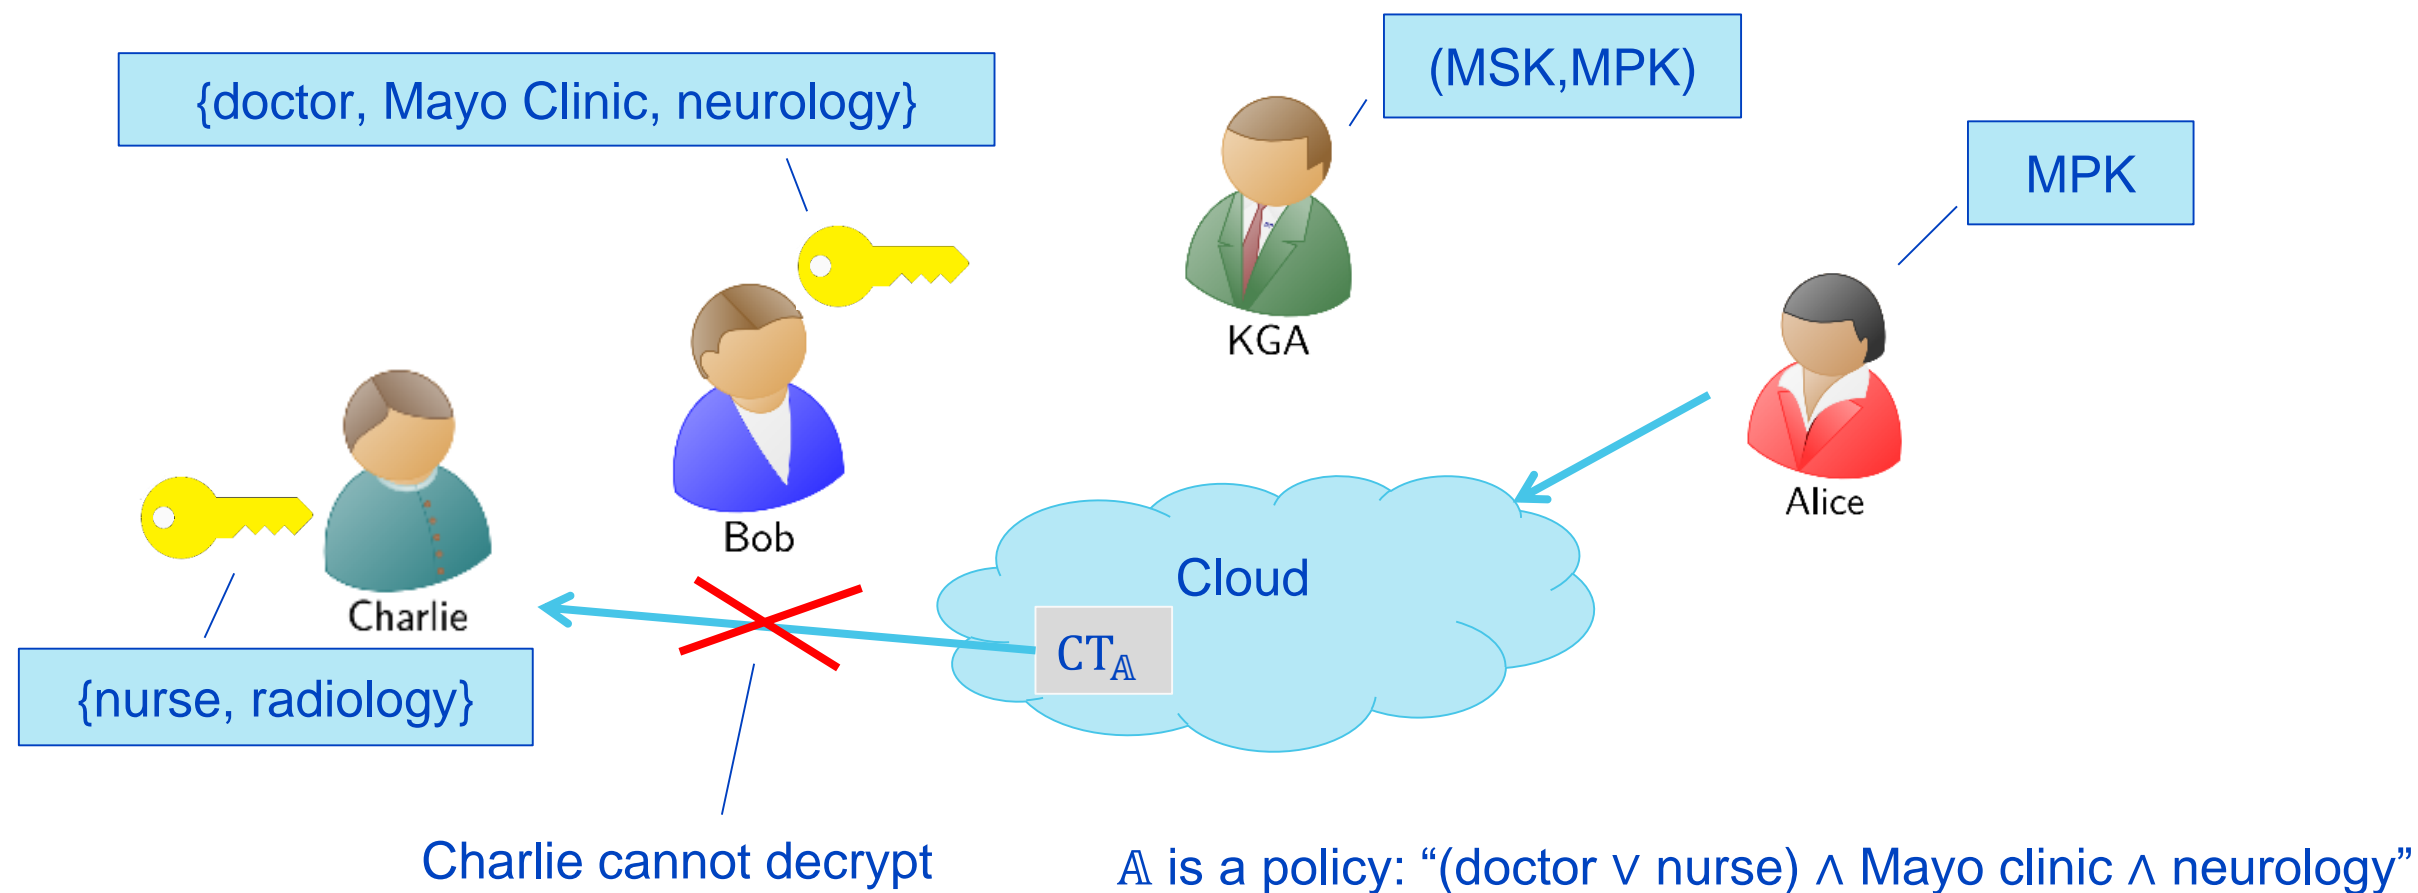 (MSK,MPK)
{doctor, Mayo Clinic, neurology}
MPK
KGA
Alice
Bob
Cloud
Charlie
CT𝔸
{nurse, radiology}
Charlie cannot decrypt
𝔸 is a policy: “(doctor ∨ nurse) ∧ Mayo clinic ∧ neurology”